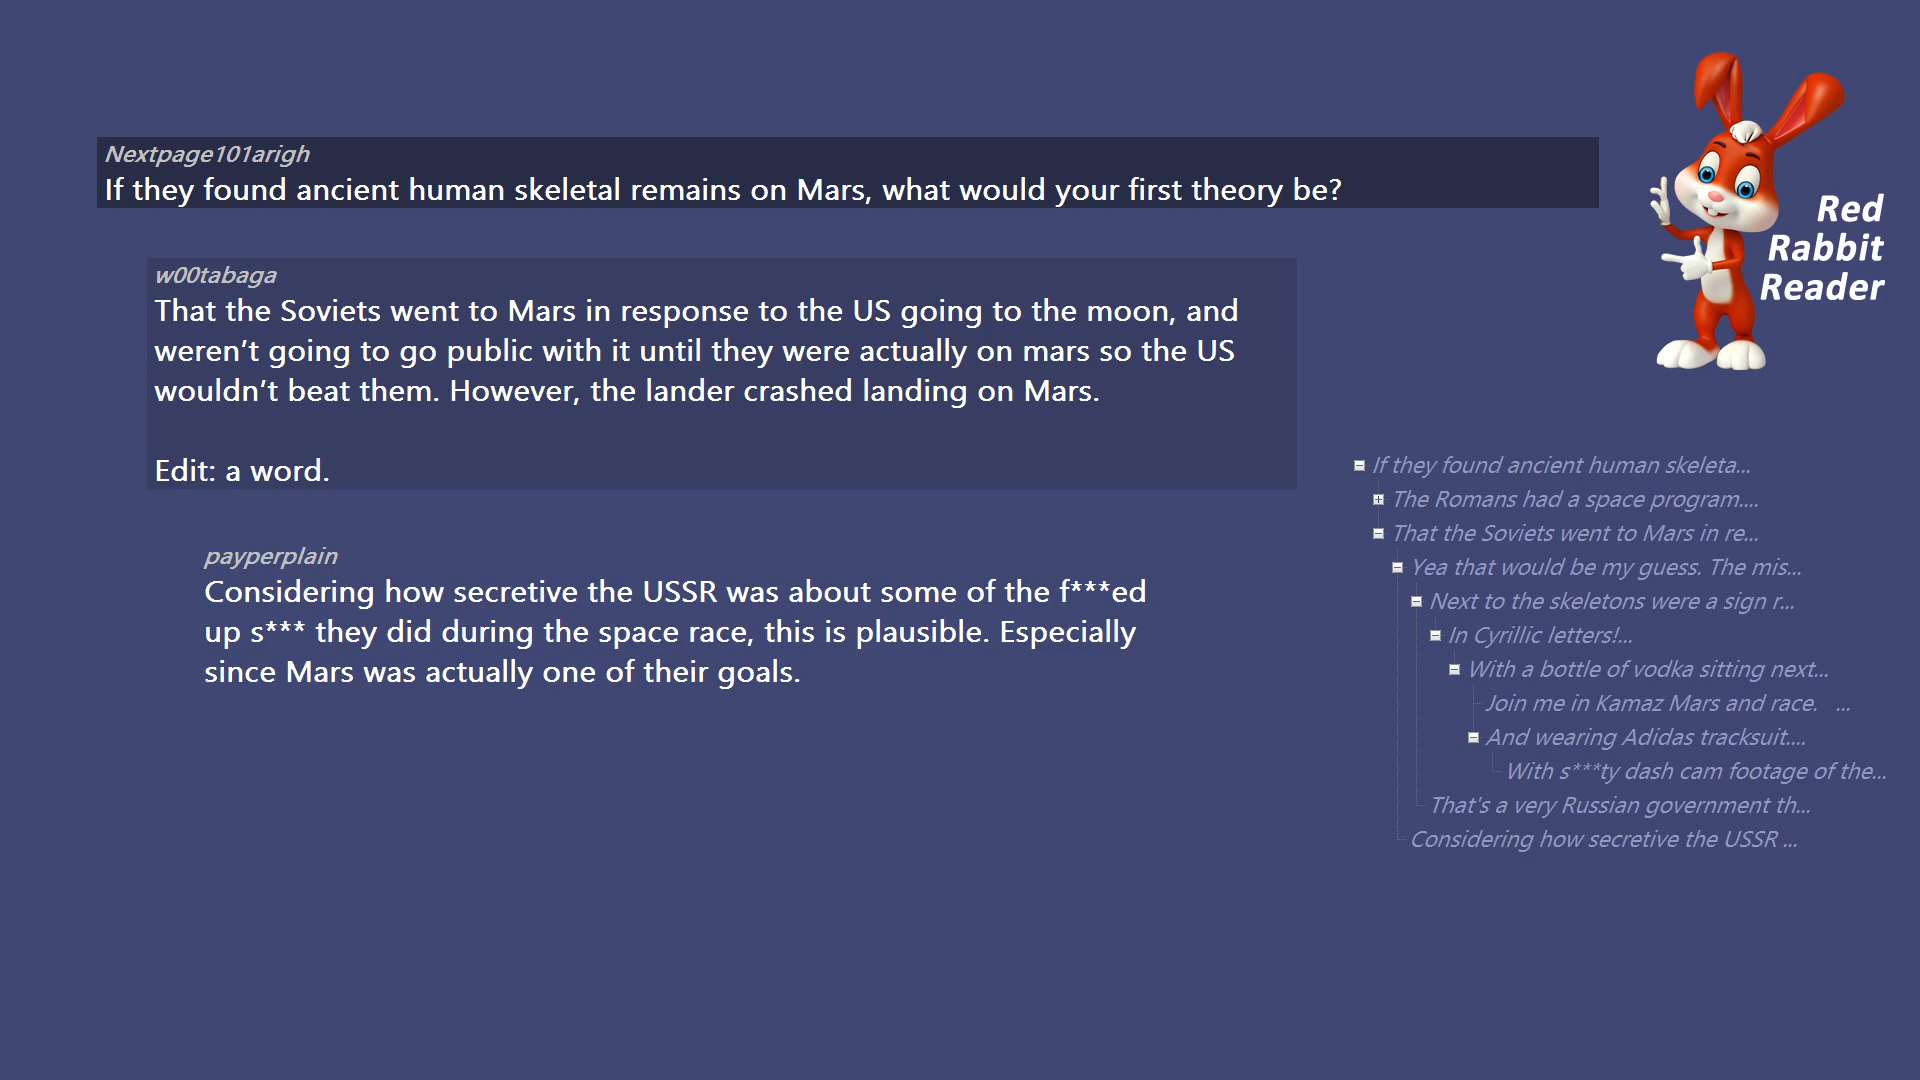 Nextpage101arigh
If they found ancient human skeletal remains on Mars, what would your first theory be?
w00tabaga
That the Soviets went to Mars in response to the US going to the moon, and
weren’t going to go public with it until they were actually on mars so the US
wouldn’t beat them. However, the lander crashed landing on Mars.
Edit: a word.
payperplain
Considering how secretive the USSR was about some of the f***ed
up s*** they did during the space race, this is plausible. Especially
since Mars was actually one of their goals.
Red
Rabbit
Reader
If they found ancient human skeleta...
The Romans had a space program....
That the Soviets went to Mars in re...
Yea that would be my guess. The mis...
Next to the skeletons were a sign r...
In Cyrillic letters!...
With a bottle of vodka sitting next...
Join me in Kamaz Mars and race. ...
And wearing Adidas tracksuit....
With s***ty dash cam footage of the...
That's a very Russian government th...
Considering how secretive the USSR ...